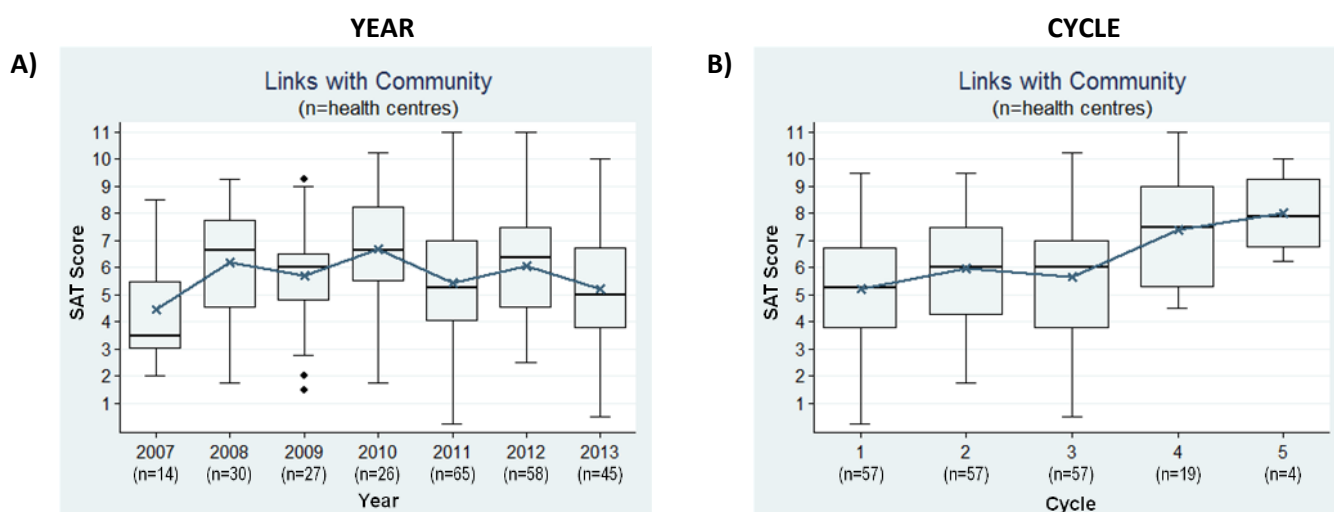 YEAR
A)
Links with Community
(n=health centres)
SAT Score
11
10
9
8
7
6
5
4
3
2
1
2007 2008 2009 2010 2011 2012 2013
(n=14) (n=30) (n=27) (n=26) (n=65) (n=58) (n=45)
Year
CYCLE
B)
Links with Community
(n=health centres)
SAT Score
11
10
9
8
7
6
5
4
3
2
1
1 2 3 4 5
(n=57) (n=57) (n=57) (n=19) (n=4)
Cycle